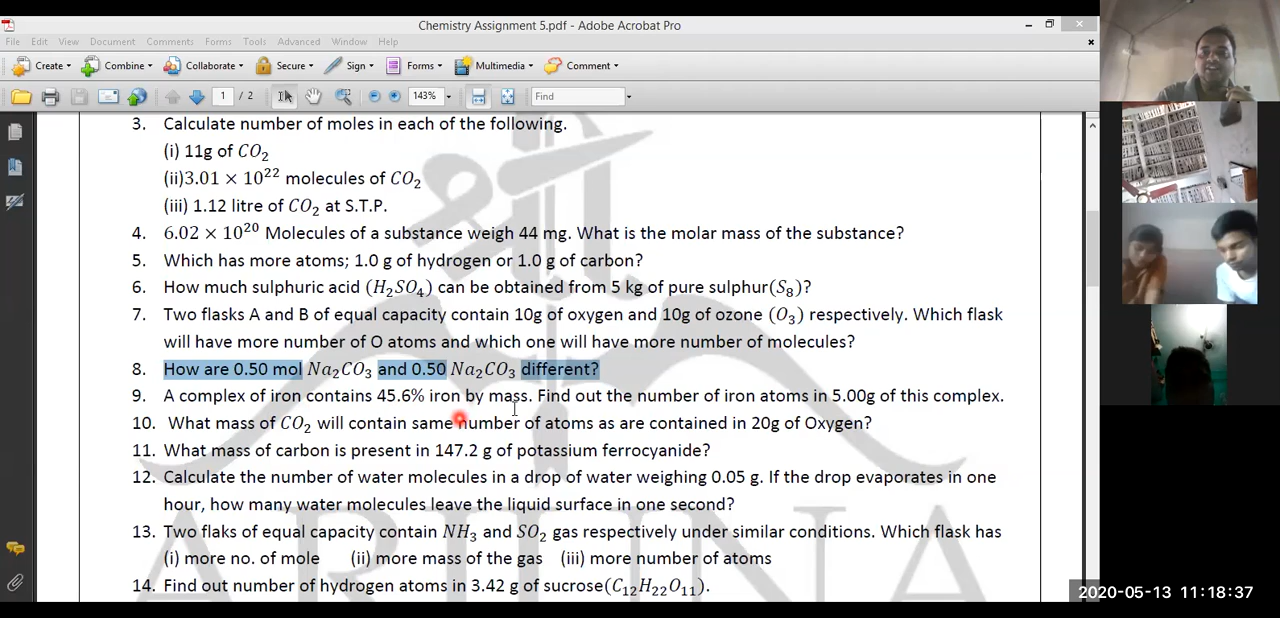 Chemistry Assignment 5.pdf - Adobe Acrobat Pro
File Edit View Document Comments Forms Tools Advanced Window Help
Create Combine Collaborate Secure Sign Forms Multimedia Comment
1 / 2 143% Find
3. Calculate number of moles in each of the following.
(i) 11g of CO₂
(ii)3.01 × 10²² molecules of CO₂
(iii) 1.12 litre of CO₂ at S.T.P.
4. 6.02 × 10²⁰ Molecules of a substance weigh 44 mg. What is the molar mass of the substance?
5. Which has more atoms; 1.0 g of hydrogen or 1.0 g of carbon?
6. How much sulphuric acid (H₂SO₄) can be obtained from 5 kg of pure sulphur(S₈)?
7. Two flasks A and B of equal capacity contain 10g of oxygen and 10g of ozone (O₃) respectively. Which flask
will have more number of O atoms and which one will have more number of molecules?
8. How are 0.50 mol Na₂CO₃ and 0.50 Na₂CO₃ different?
9. A complex of iron contains 45.6% iron by mass. Find out the number of iron atoms in 5.00g of this complex.
10. What mass of CO₂ will contain same number of atoms as are contained in 20g of Oxygen?
11. What mass of carbon is present in 147.2 g of potassium ferrocyanide?
12. Calculate the number of water molecules in a drop of water weighing 0.05 g. If the drop evaporates in one
hour, how many water molecules leave the liquid surface in one second?
13. Two flaks of equal capacity contain NH₃ and SO₂ gas respectively under similar conditions. Which flask has
(i) more no. of mole (ii) more mass of the gas (iii) more number of atoms
14. Find out number of hydrogen atoms in 3.42 g of sucrose(C₁₂H₂₂O₁₁).
श्री
2020-05-13 11:18:37